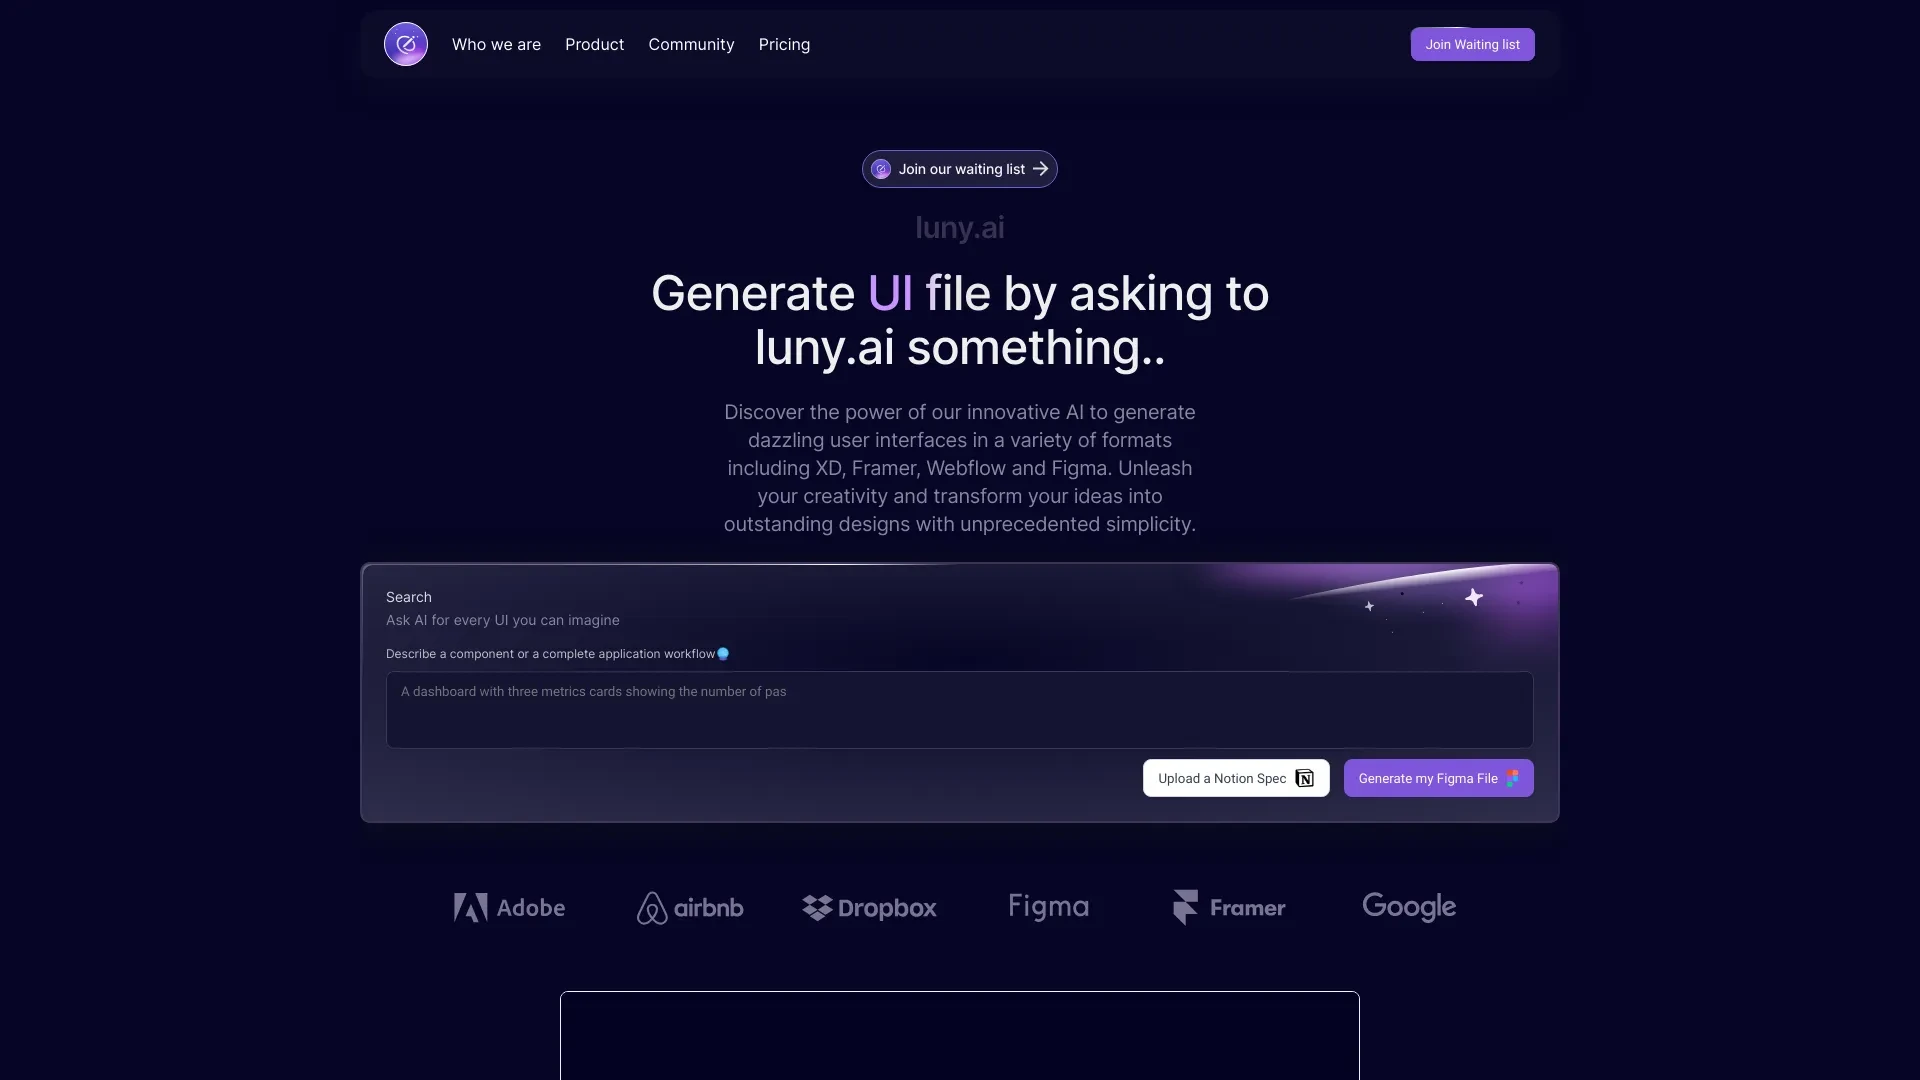 Who we are
Product
Community
Pricing
Join Waiting list
Join our waiting list
luny.ai
Generate UI file by asking to
luny.ai something..
Discover the power of our innovative AI to generate
dazzling user interfaces in a variety of formats
including XD, Framer, Webflow and Figma. Unleash
your creativity and transform your ideas into
outstanding designs with unprecedented simplicity.
Search
Ask AI for every UI you can imagine
Describe a component or a complete application workflow
A dashboard with three metrics cards showing the number of pas
Upload a Notion Spec
Generate my Figma File
Adobe
airbnb
Dropbox
Figma
Framer
Google